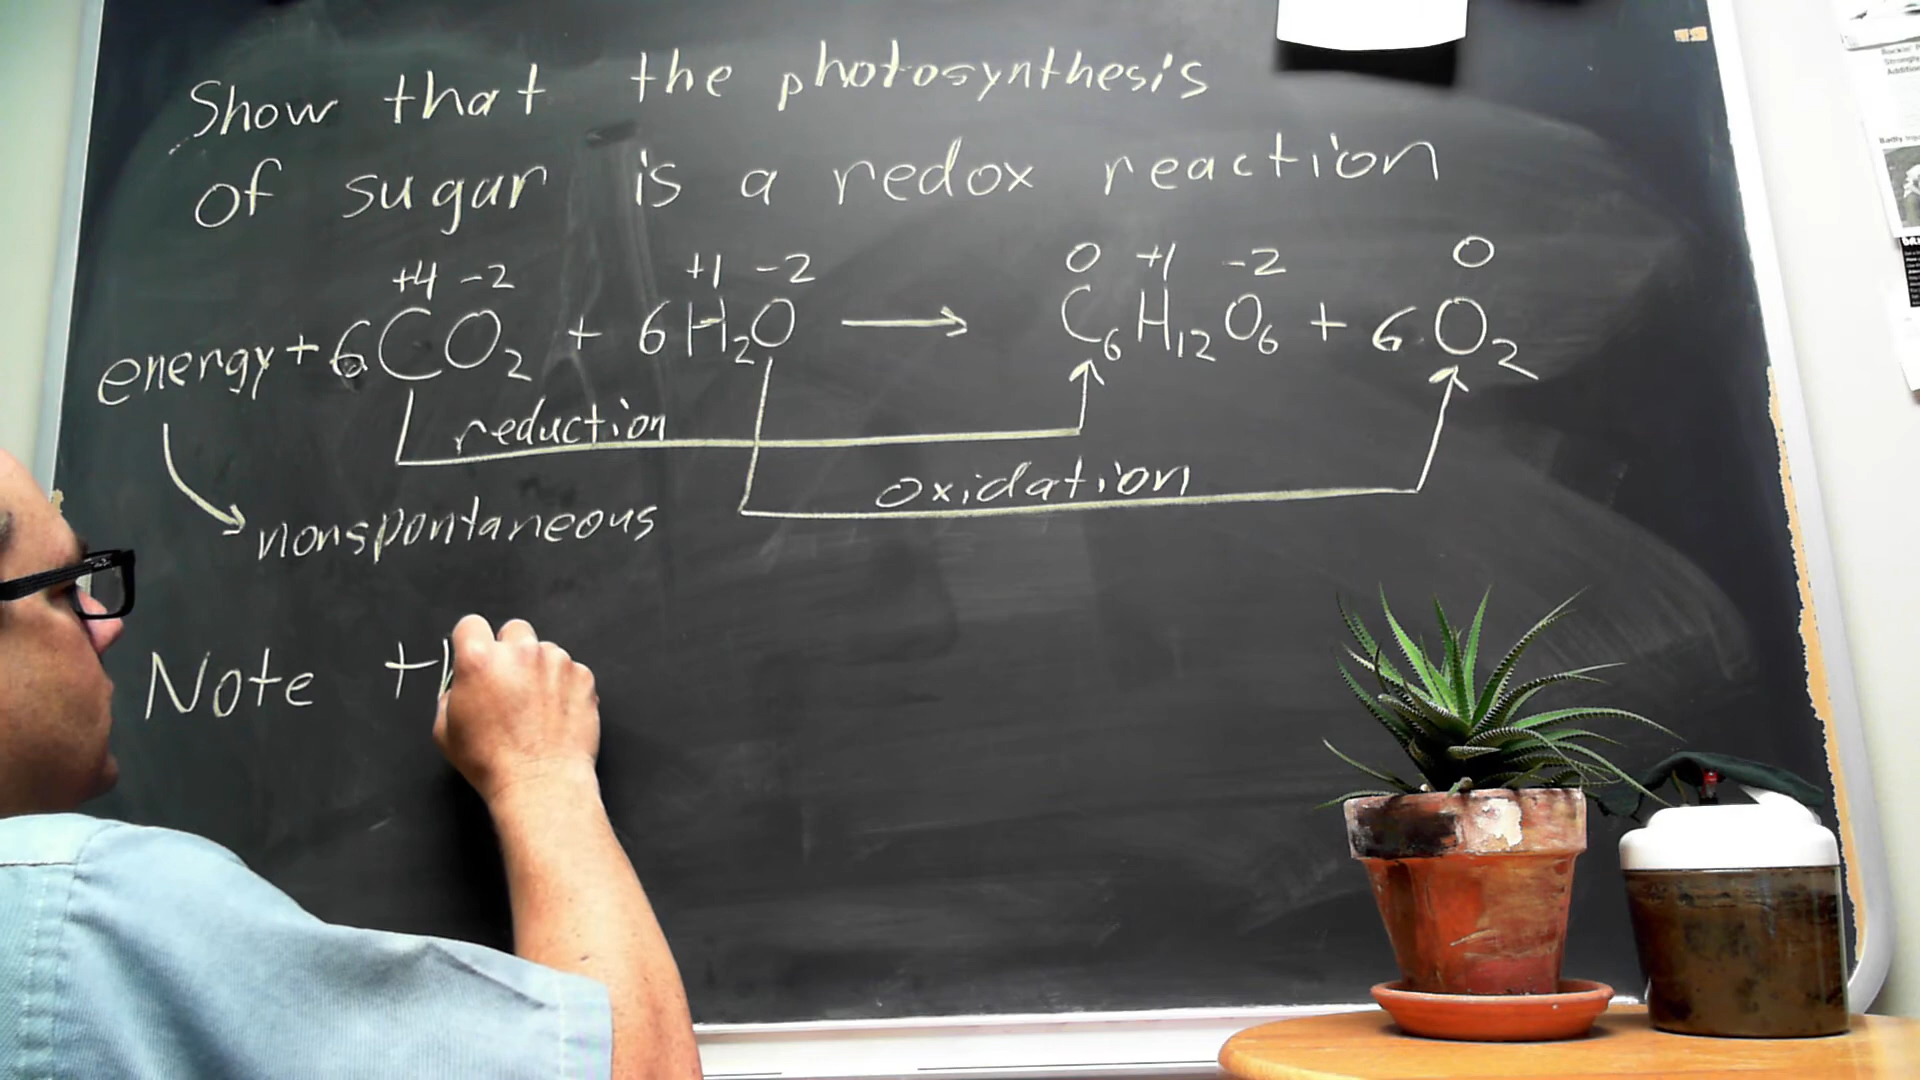 Show that the photosynthesis
of sugar is a redox reaction
+4 -2 +1 -2 0 +1 -2 0
energy + 6CO₂ + 6H₂O → C₆H₁₂O₆ + 6O₂
reduction
oxidation
nonspontaneous
Note th